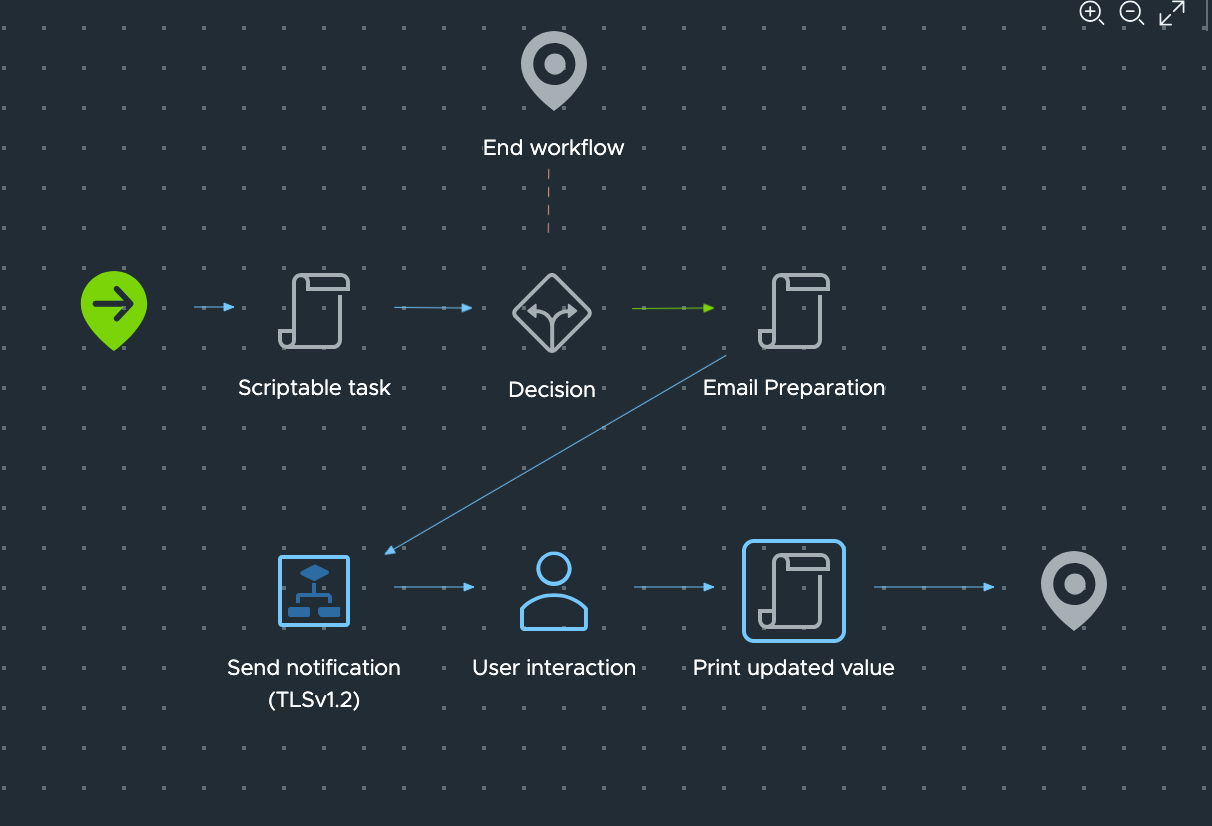 End workflow
Scriptable task
Decision
Email Preparation
Send notification
(TLSv1.2)
User interaction
Print updated value